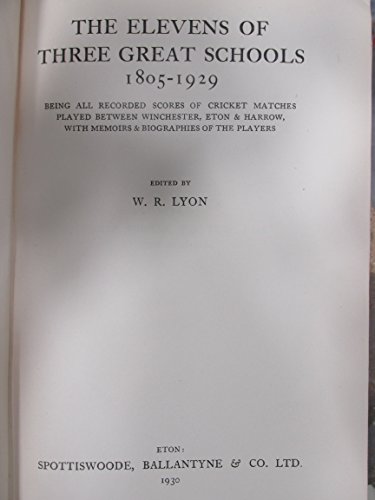 THE ELEVENS OF
THREE GREAT SCHOOLS
1805-1929
BEING ALL RECORDED SCORES OF CRICKET MATCHES
PLAYED BETWEEN WINCHESTER, ETON & HARROW,
WITH MEMOIRS & BIOGRAPHIES OF THE PLAYERS
EDITED BY
W. R. LYON
ETON:
SPOTTISWOODE, BALLANTYNE & CO. LTD.
1930